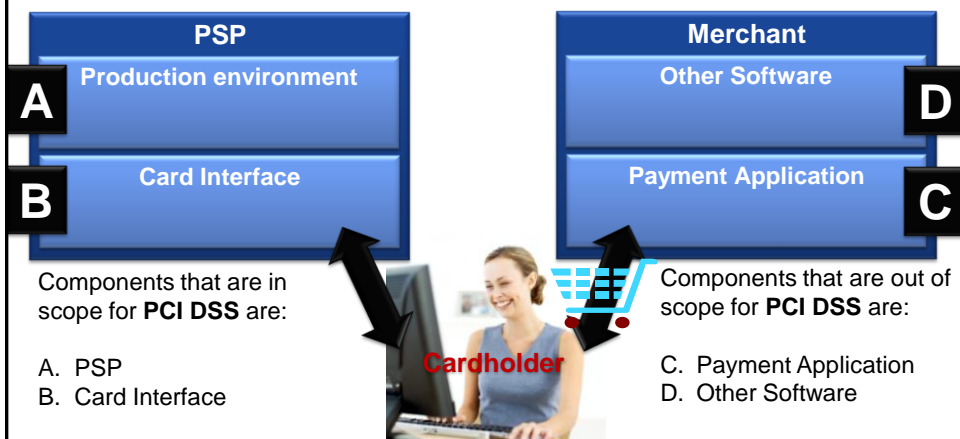 PSP
Production environment
A
Card Interface
B
Merchant
Other Software
D
Payment Application
C
Components that are in
scope for PCI DSS are:
A. PSP
B. Card Interface
Cardholder
Components that are out of
scope for PCI DSS are:
C. Payment Application
D. Other Software